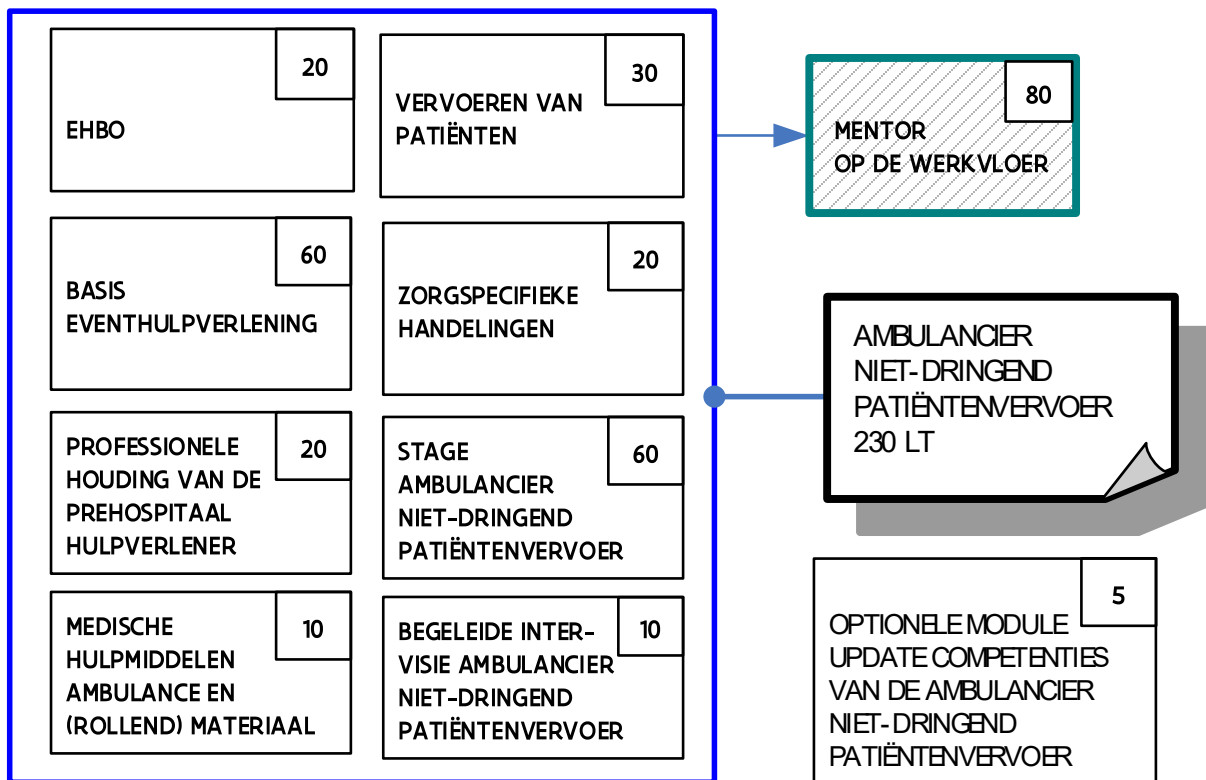 EHBO
20
VERVOEREN VAN
PATIËNTEN
30
BASIS
EVENTHULPVERLENING
60
ZORGSPECIFIEKE
HANDELINGEN
20
PROFESSIONELE
HOUDING VAN DE
PREHOSPITAAL
HULPVERLENER
20
STAGE
AMBULANCIER
NIET-DRINGEND
PATIËNTENVERVOER
60
MEDISCHE
HULPMIDDELEN
AMBULANCE EN
(ROLLEND) MATERIAAL
10
BEGELEIDE INTER-
VISIE AMBULANCIER
NIET-DRINGEND
PATIËNTENVERVOER
10
MENTOR
OP DE WERKVLOER
80
AMBULANCIER
NIET-DRINGEND
PATIËNTENVERVOER
230 LT
OPTIONELE MODULE
UPDATE COMPETENTIES
VAN DE AMBULANCIER
NIET-DRINGEND
PATIËNTENVERVOER
5